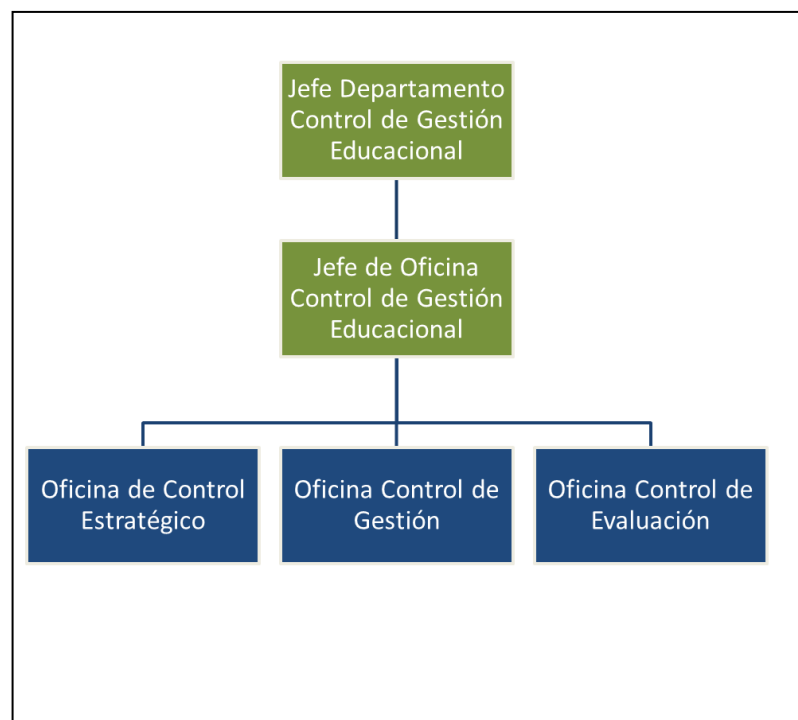 Jefe Departamento
Control de Gestión
Educacional
Jefe de Oficina
Control de Gestión
Educacional
Oficina de Control
Estratégico
Oficina Control de
Gestión
Oficina Control de
Evaluación